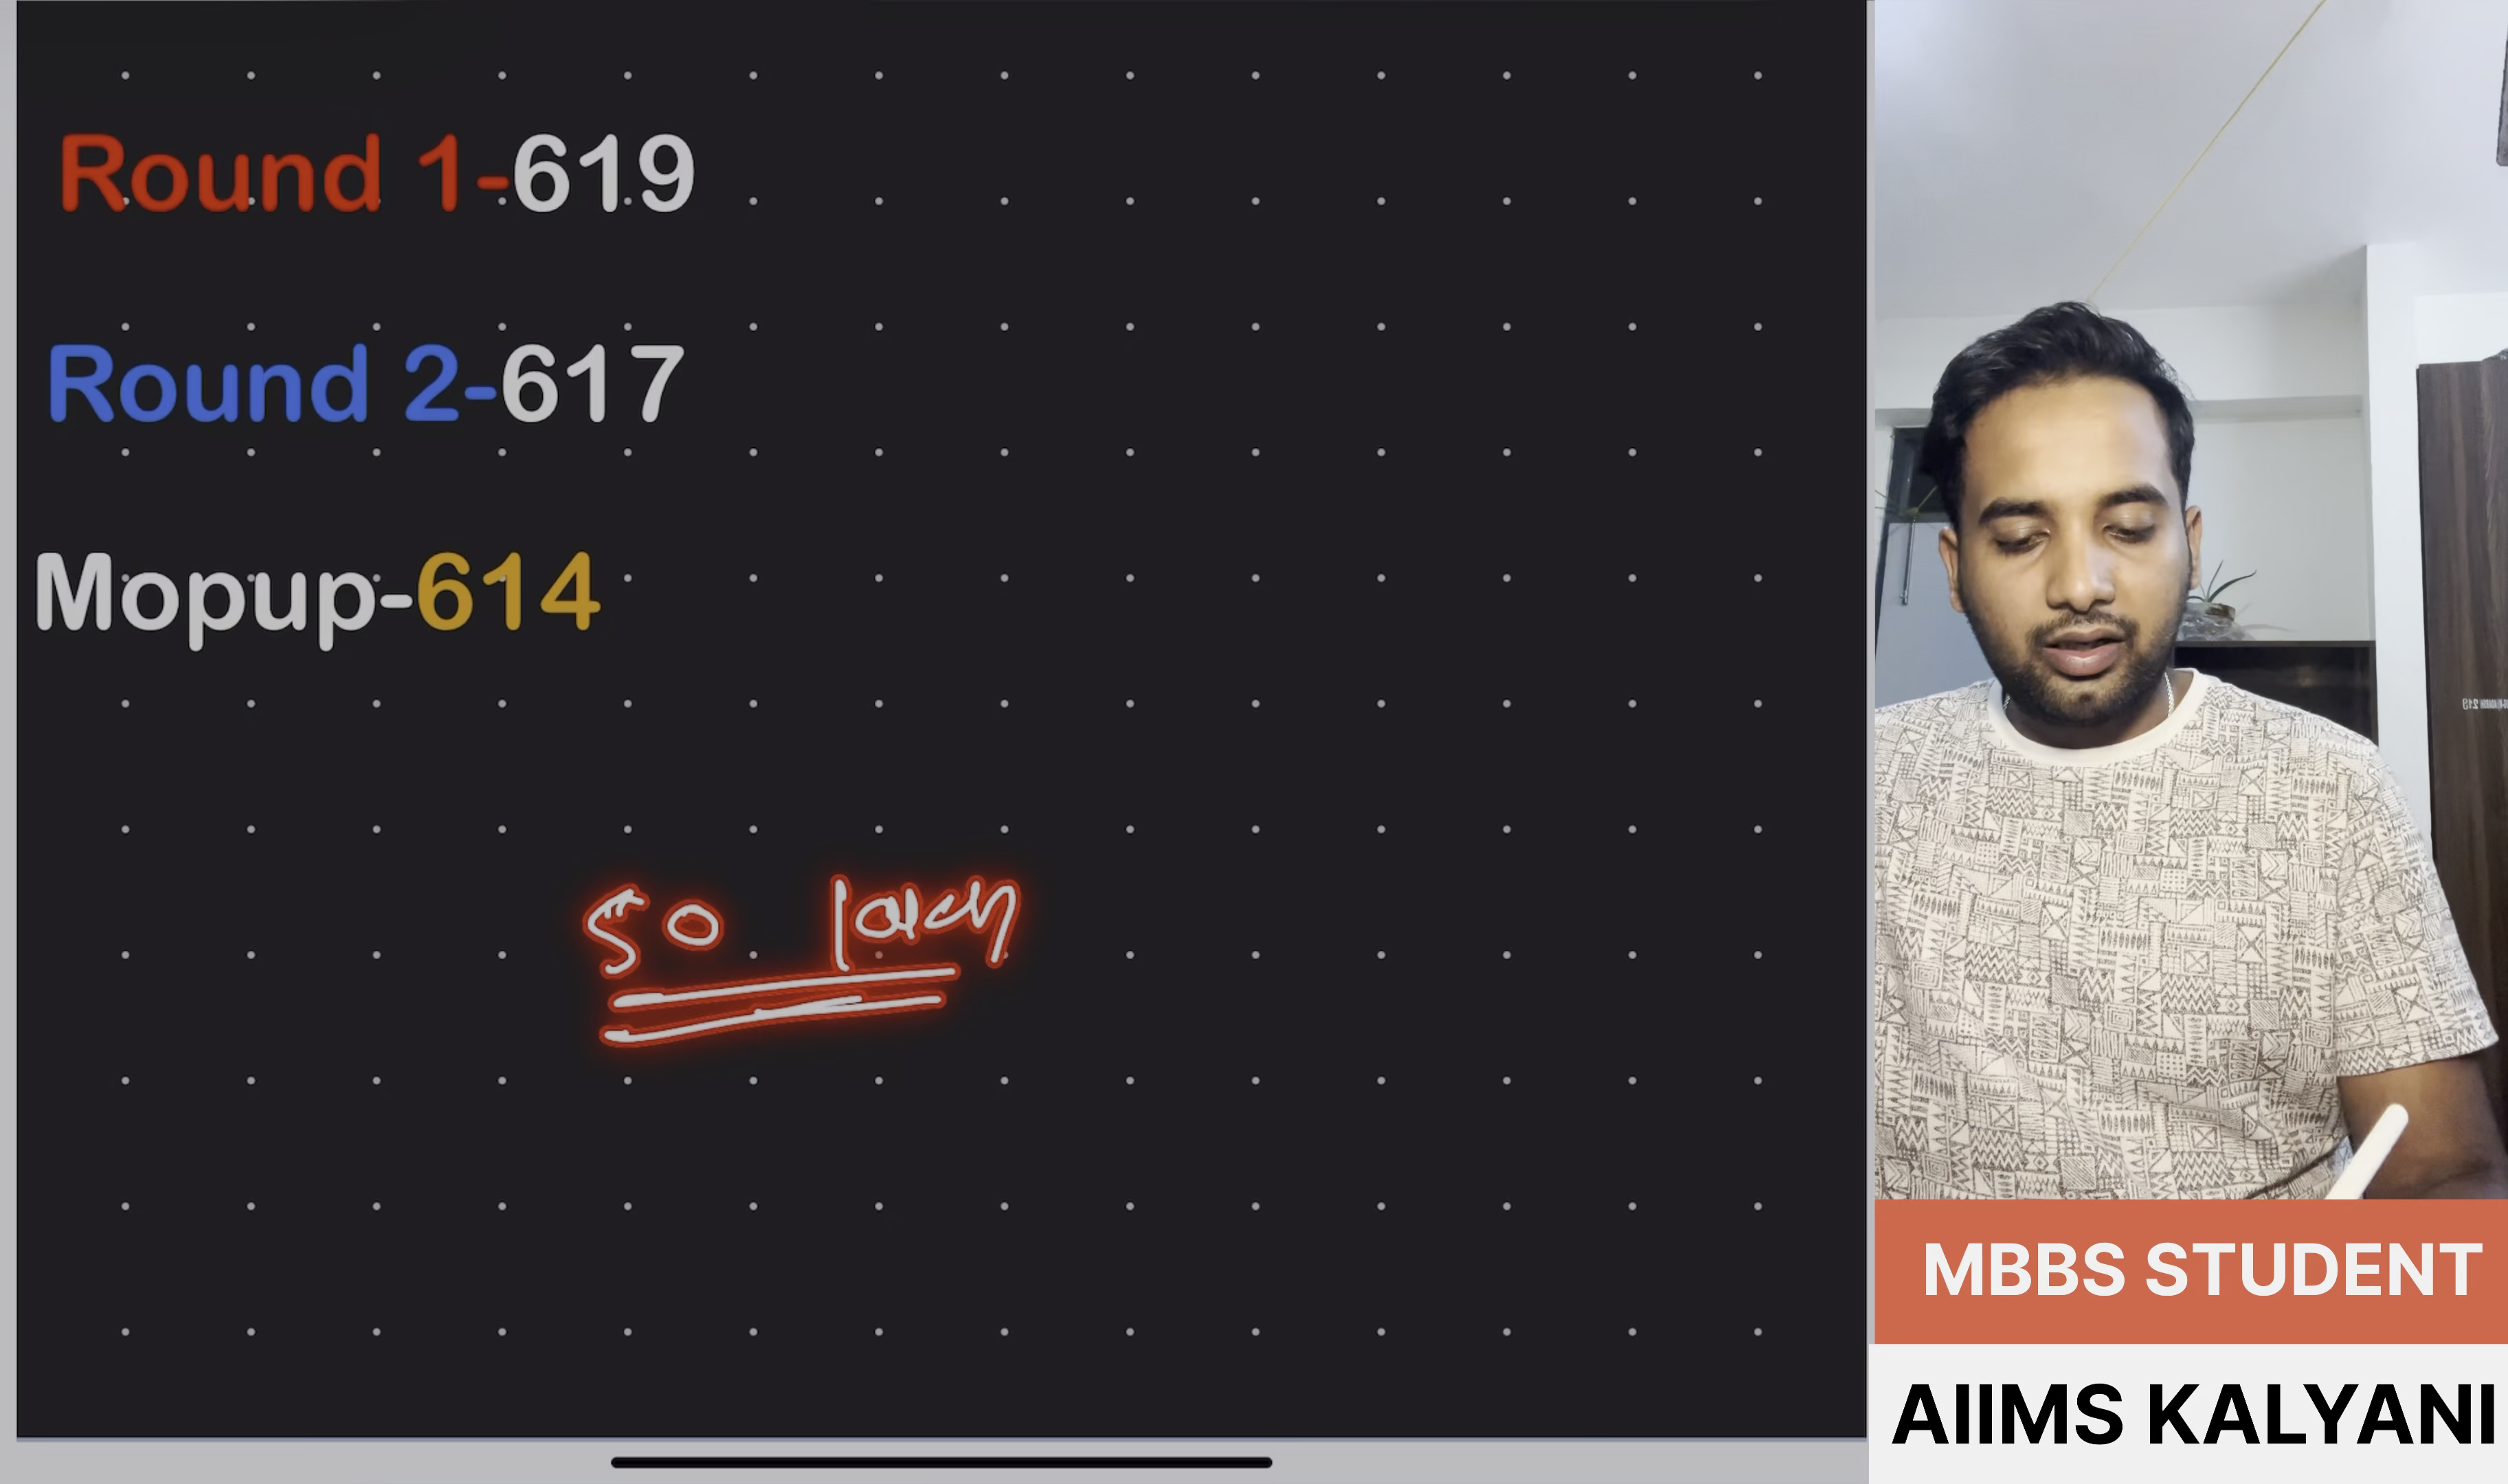 Round 1-619
Round 2-617
Mopup-614
50 lakh
MBBS STUDENT
AIIMS KALYANI